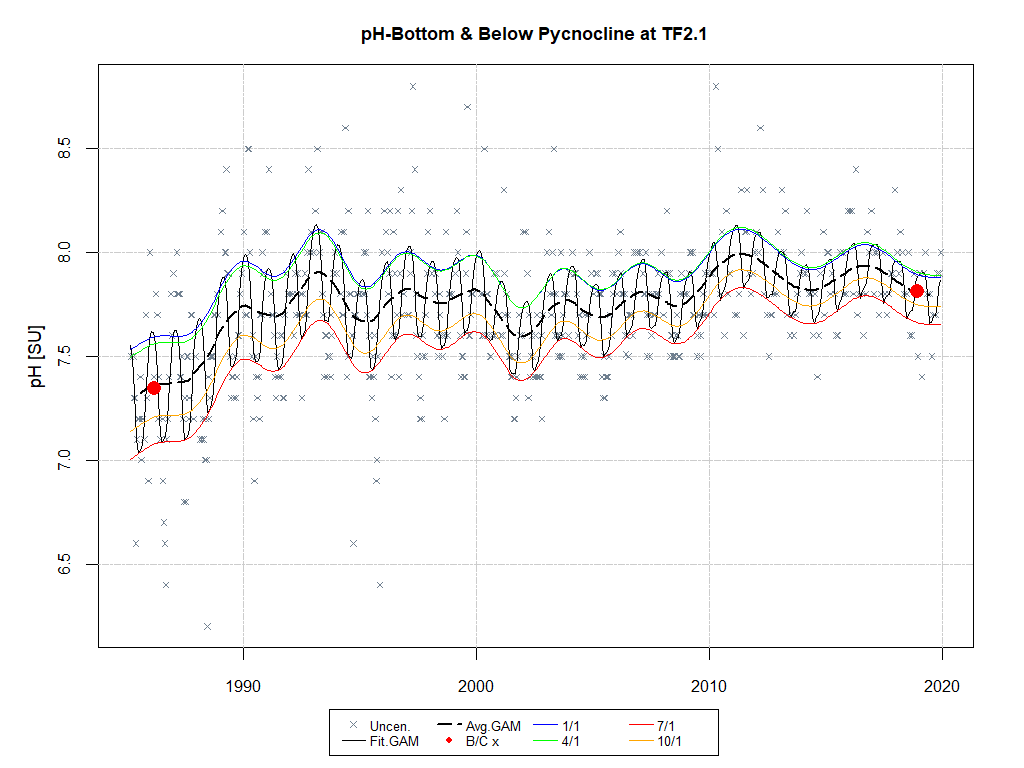 pH-Bottom & Below Pycnocline at TF2.1
pH [SU]
8.5
8.0
7.5
7.0
6.5
1990 2000 2010 2020
Uncen. Avg.GAM 1/1 7/1
Fit.GAM B/C x 4/1 10/1